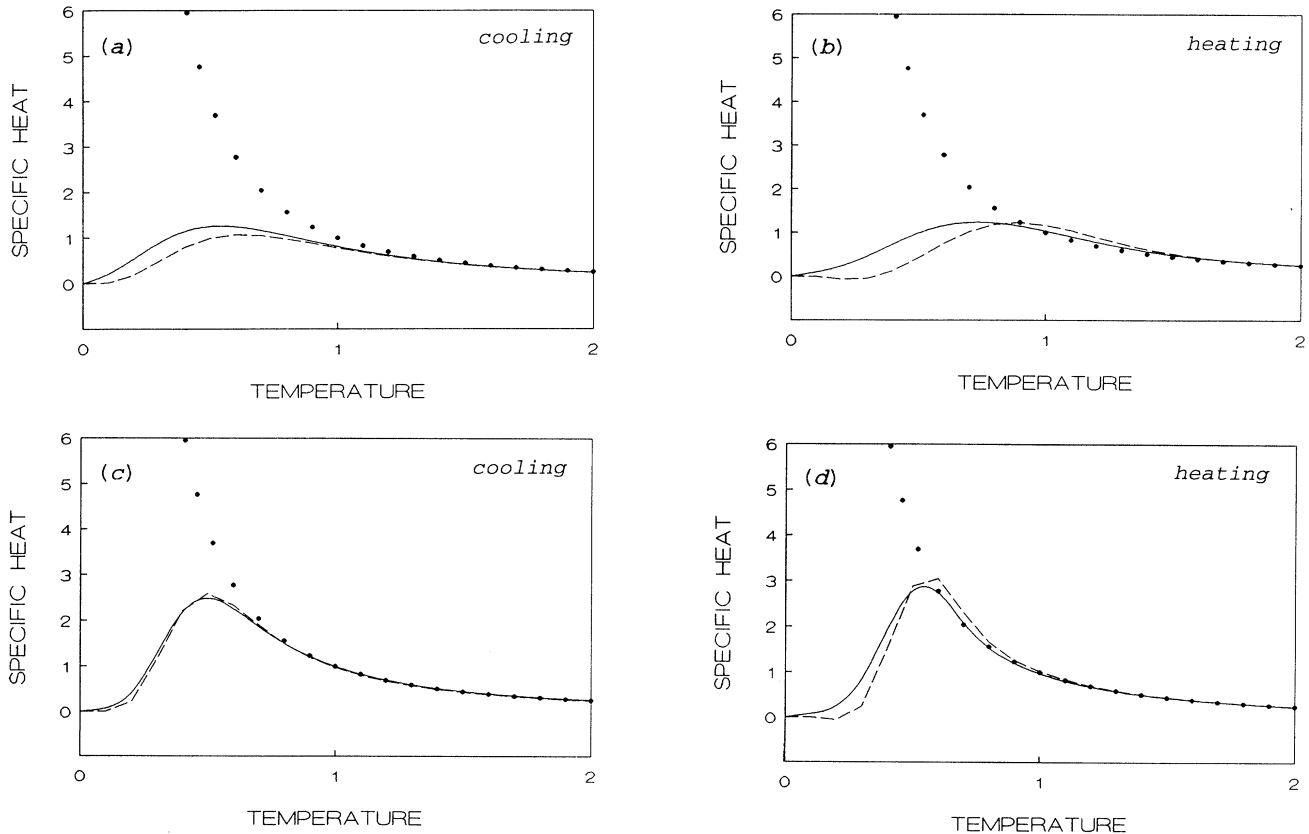 (a)
cooling
SPECIFIC HEAT
6
5
4
3
2
1
0
0 1 2
TEMPERATURE
(b)
heating
SPECIFIC HEAT
6
5
4
3
2
1
0
0 1 2
TEMPERATURE
(c)
cooling
SPECIFIC HEAT
6
5
4
3
2
1
0
0 1 2
TEMPERATURE
(d)
heating
SPECIFIC HEAT
6
5
4
3
2
1
0
0 1 2
TEMPERATURE